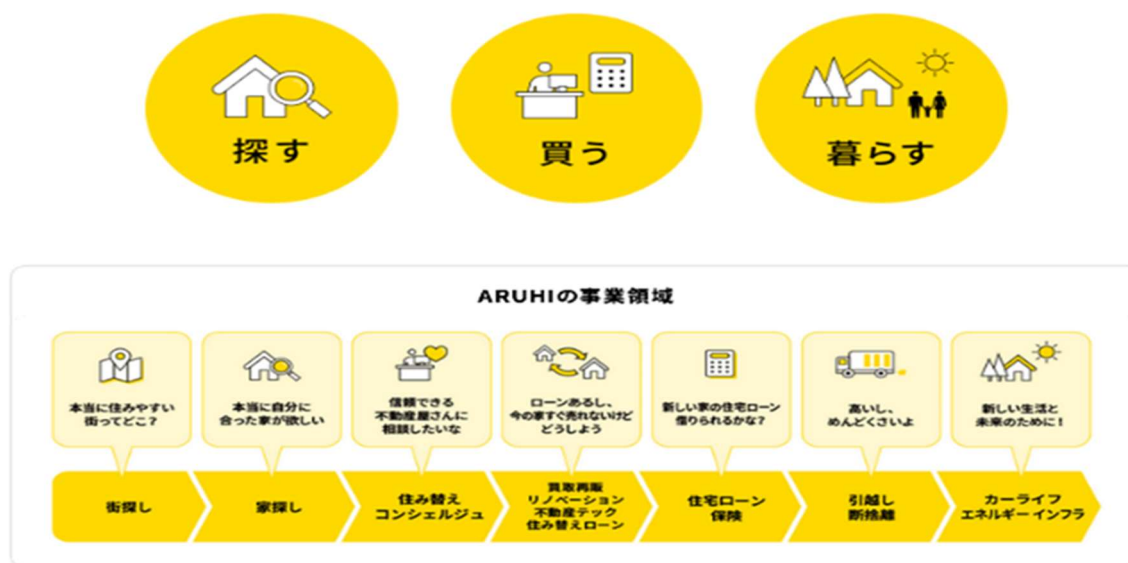 探す
買う
暮らす
ARUHIの事業領域
本当に住みやすい
街ってどこ？
本当に自分に
合った家が欲しい
信頼できる
不動産屋さんに
相談したいな
ローンあるし、
今の家すぐ売れないけど
どうしよう
新しい家の住宅ローン
借りられるかな？
高いし、
めんどくさいよ
新しい生活と
未来のために！
街探し
家探し
住み替え
コンシェルジュ
買取再販
リノベーション
不動産テック
住み替えローン
住宅ローン
保険
引越し
断捨離
カーライフ
エネルギー インフラ